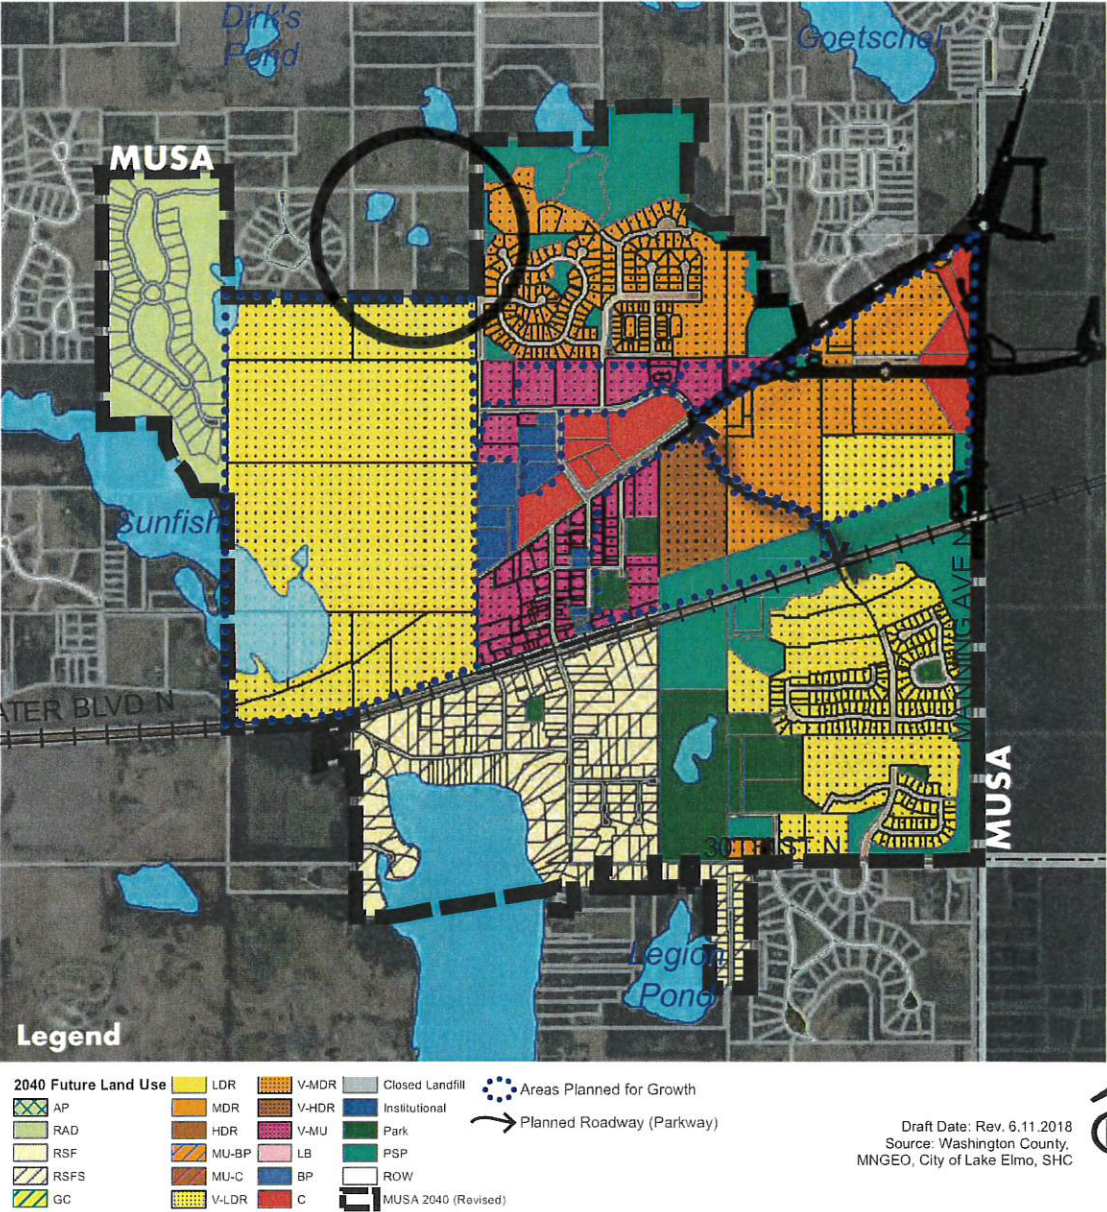 Dirk's
Pond
Goetschel
MUSA
Sunfish
ATER BLVD N
MANNING AVE N
MUSA
30TH ST N
Legion
Pond
Legend
2040 Future Land Use
AP
RAD
RSF
RSFS
GC
LDR
MDR
HDR
MU-BP
MU-C
V-LDR
V-MDR
V-HDR
V-MU
LB
BP
C
Closed Landfill
Institutional
Park
PSP
ROW
MUSA 2040 (Revised)
Areas Planned for Growth
Planned Roadway (Parkway)
Draft Date: Rev. 6.11.2018
Source: Washington County,
MNGEO, City of Lake Elmo, SHC